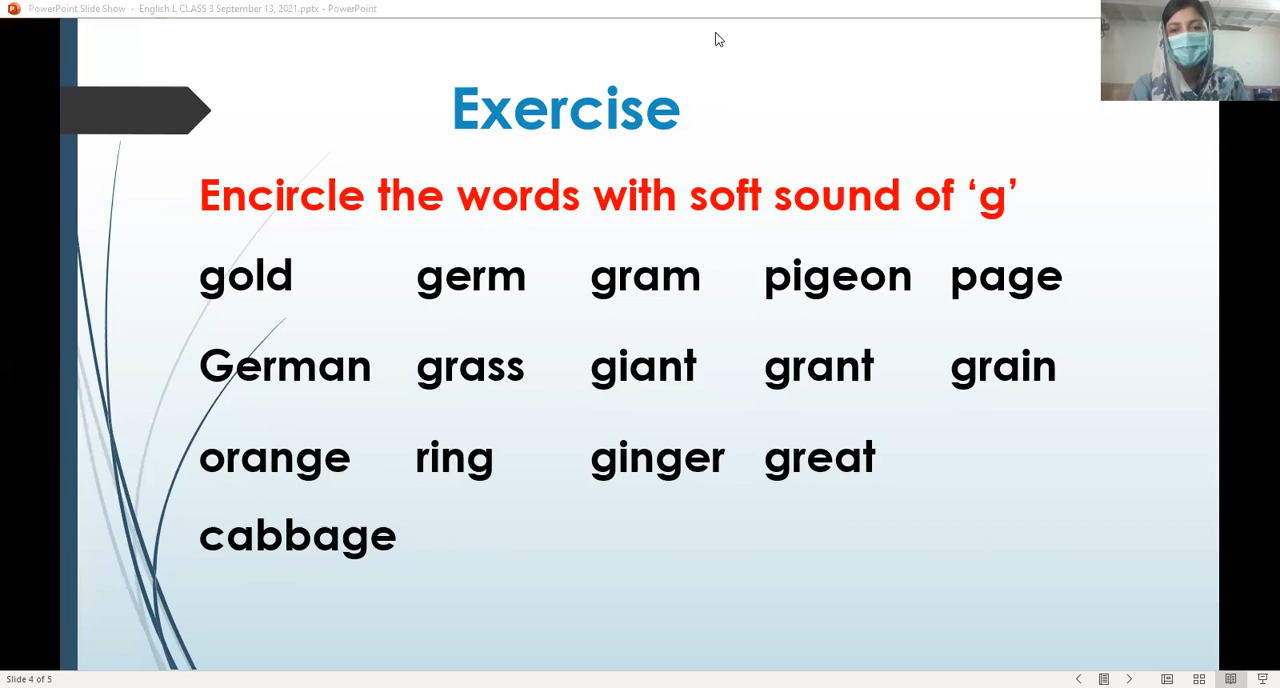 PowerPoint Slide Show - English L CLASS 3 September 13, 2021.pptx - PowerPoint
Exercise
Encircle the words with soft sound of ‘g’
gold germ gram pigeon page
German grass giant grant grain
orange ring ginger great
cabbage
Slide 4 of 5